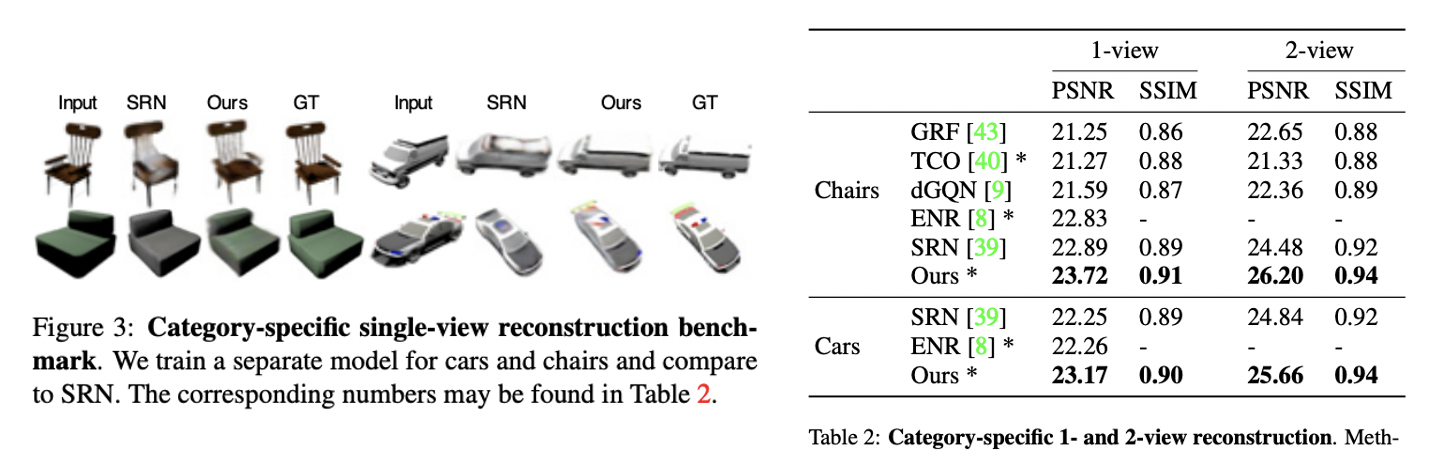 Input SRN Ours GT Input SRN Ours GT
Figure 3: Category-specific single-view reconstruction bench-
mark. We train a separate model for cars and chairs and compare
to SRN. The corresponding numbers may be found in Table 2.
1-view 2-view
PSNR SSIM PSNR SSIM
GRF [43] 21.25 0.86 22.65 0.88
TCO [40] * 21.27 0.88 21.33 0.88
Chairs dGQN [9] 21.59 0.87 22.36 0.89
ENR [8] * 22.83 - - -
SRN [39] 22.89 0.89 24.48 0.92
Ours * 23.72 0.91 26.20 0.94
SRN [39] 22.25 0.89 24.84 0.92
Cars ENR [8] * 22.26 - - -
Ours * 23.17 0.90 25.66 0.94
Table 2: Category-specific 1- and 2-view reconstruction. Meth-